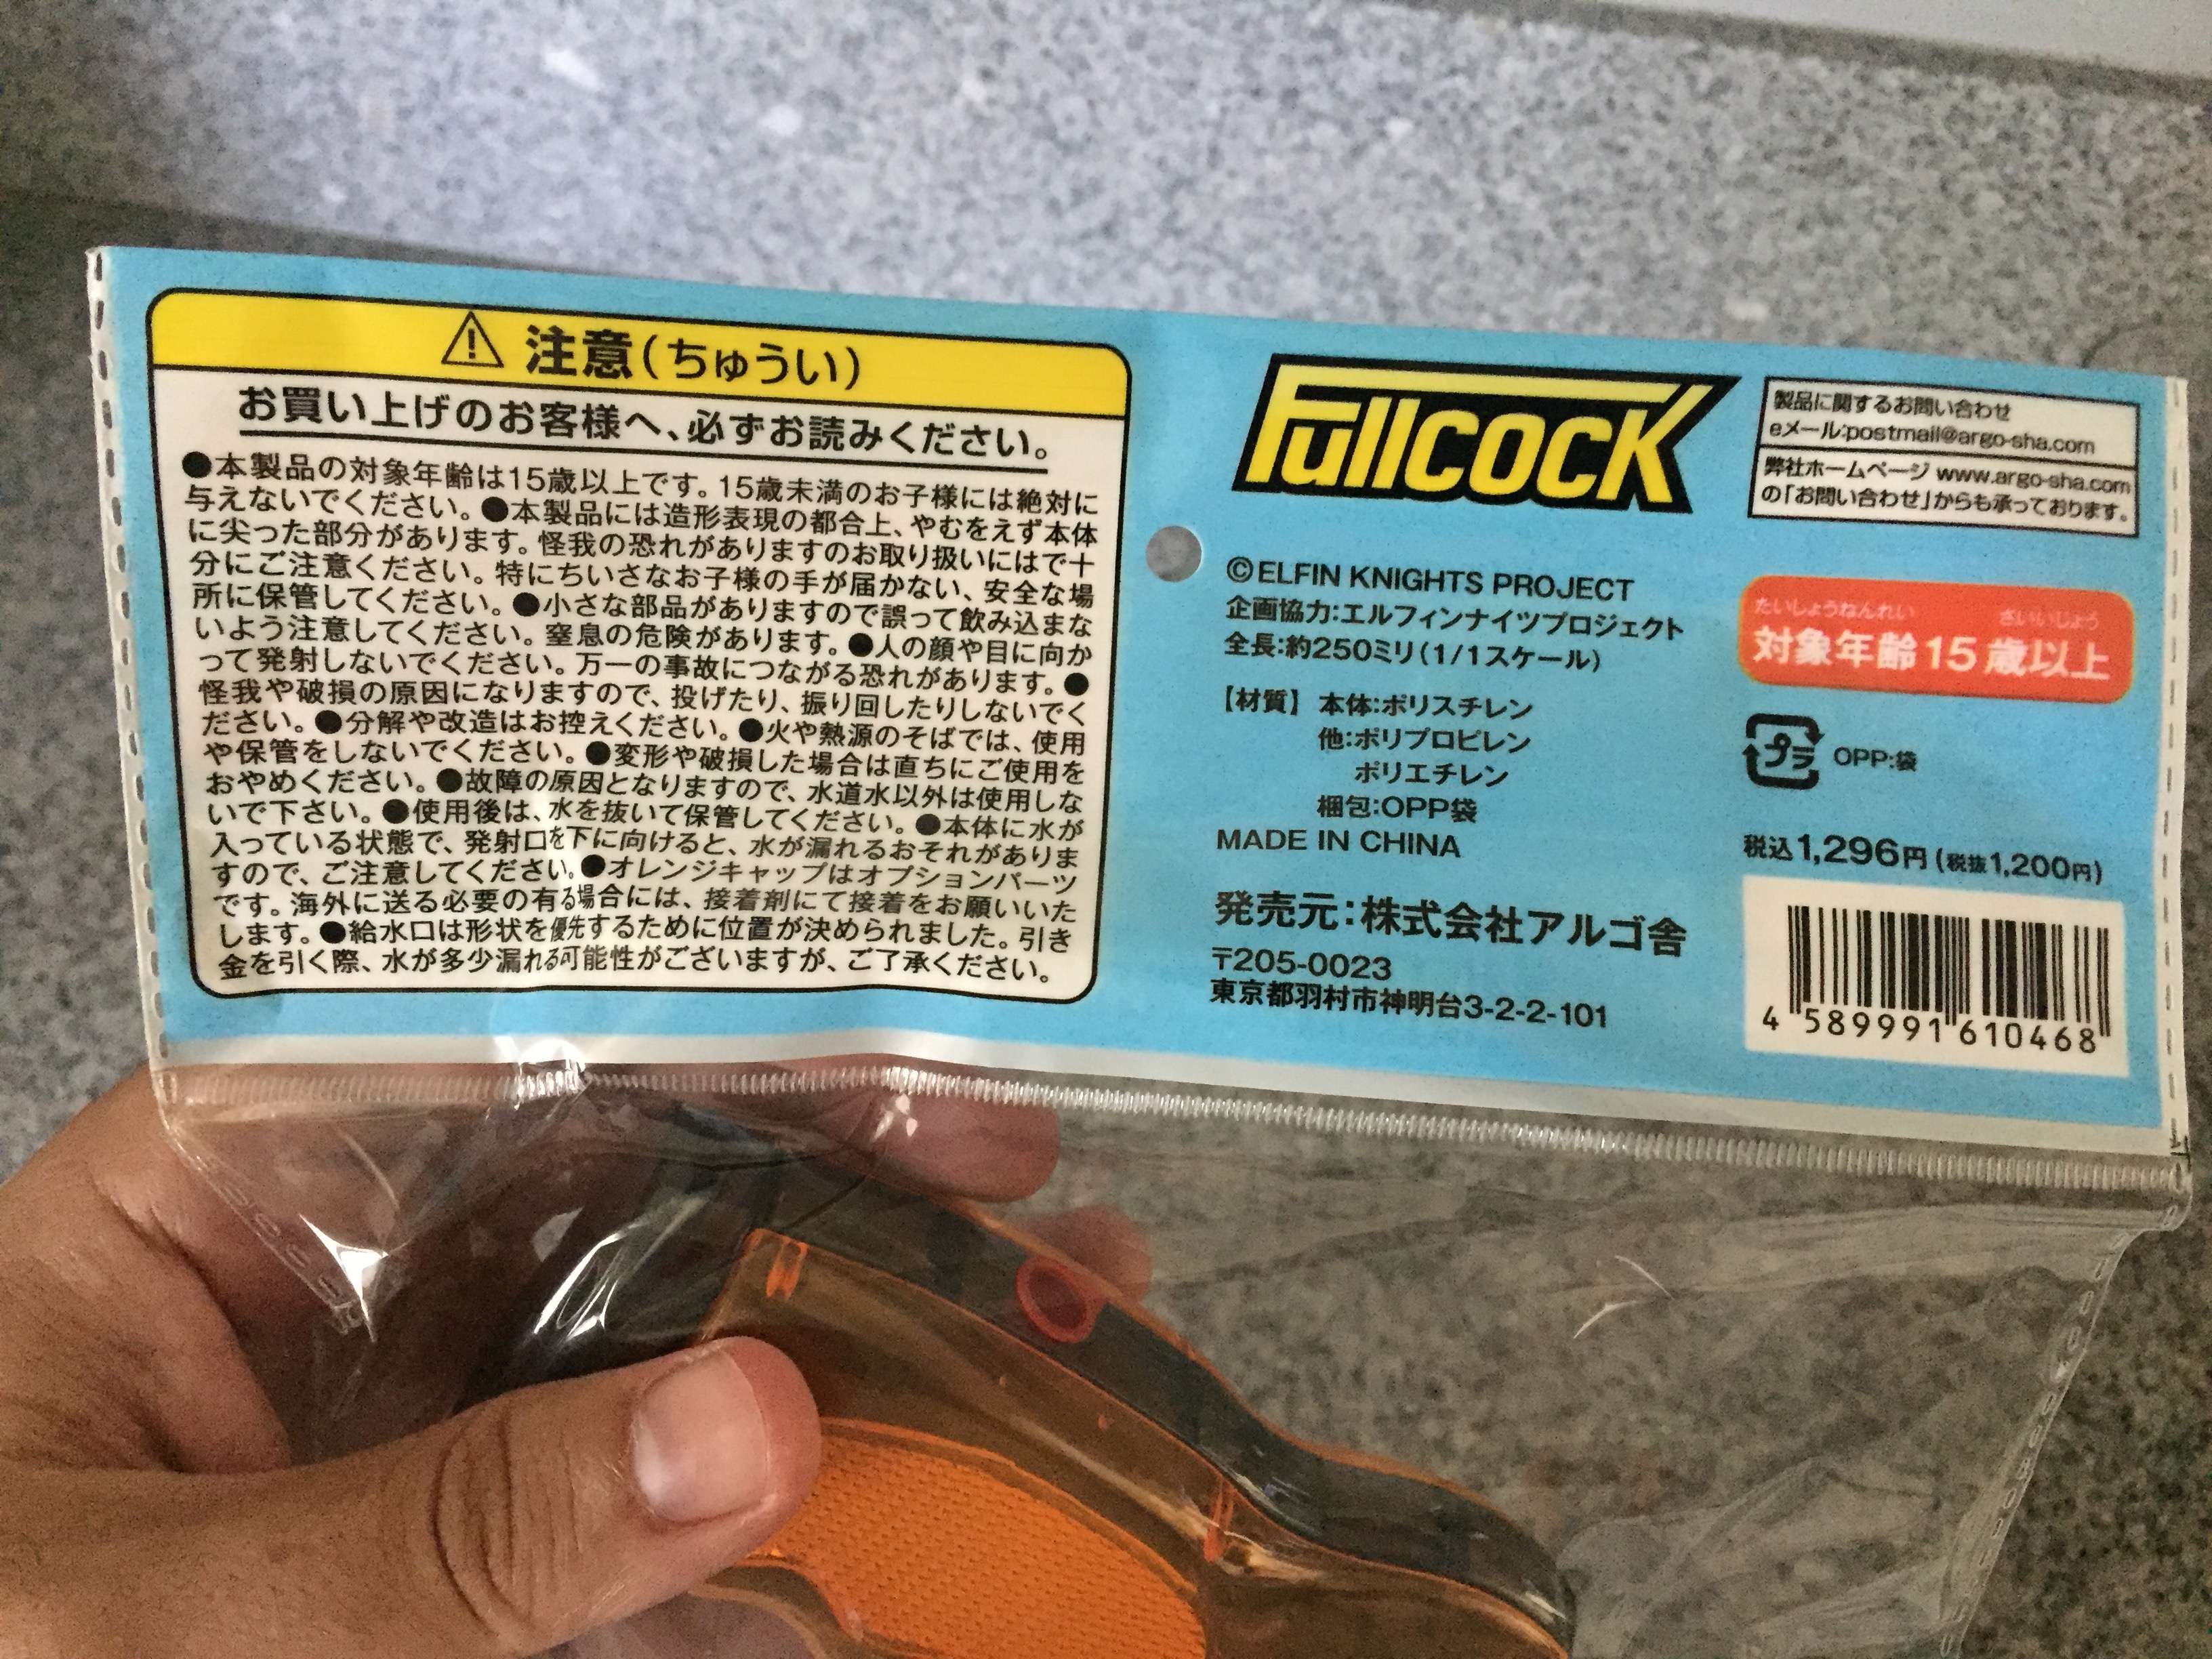 注意(ちゅうい)
お買い上げのお客様へ、必ずお読みください。
●本製品の対象年齢は15歳以上です。15歳未満のお子様には絶対に
与えないでください。●本製品には造形表現の都合上、やむをえず本体
に尖った部分があります。怪我の恐れがありますのお取り扱いにはで十
分にご注意ください。特にちいさなお子様の手が届かない、安全な場
所に保管してください。●小さな部品がありますので誤って飲み込まな
いよう注意してください。窒息の危険があります。●人の顔や目に向か
って発射しないでください。万一の事故につながる恐れがあります。●
怪我や破損の原因になりますので、投げたり、振り回したりしないでく
ださい。●分解や改造はお控えください。●火や熱源のそばでは、使用
や保管をしないでください。●変形や破損した場合は直ちにご使用を
おやめください。●故障の原因となりますので、水道水以外は使用しな
いで下さい。●使用後は、水を抜いて保管してください。●本体に水が
入っている状態で、発射口を下に向けると、水が漏れるおそれがありま
すので、ご注意してください。●オレンジキャップはオプションパーツ
です。海外に送る必要の有る場合には、接着剤にて接着をお願いいた
します。●給水口は形状を優先するために位置が決められました。引き
金を引く際、水が多少漏れる可能性がございますが、ご了承ください。
Fullcock
©ELFIN KNIGHTS PROJECT
企画協力:エルフィンナイツプロジェクト
全長:約250ミリ(1/1スケール)
【材質】 本体:ポリスチレン
他:ポリプロピレン
ポリエチレン
梱包:OPP袋
MADE IN CHINA
発売元:株式会社アルゴ舎
〒205-0023
東京都羽村市神明台3-2-2-101
製品に関するお問い合わせ
eメール:postmail@argo-sha.com
弊社ホームページ www.argo-sha.com
の「お問い合わせ」からも承っております。
たいしょうねんれい さいいじょう
対象年齢15歳以上
プラ OPP:袋
税込1,296円(税抜1,200円)
4 589991 610468